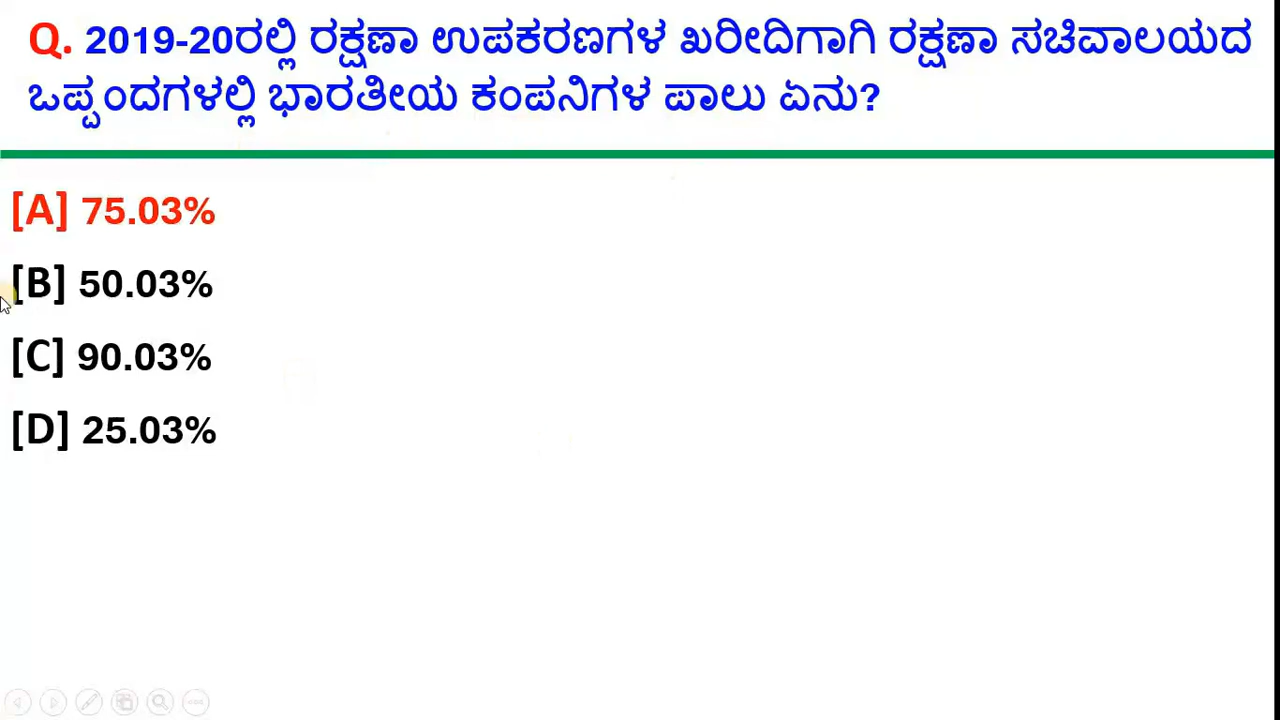 Q. 2019-20ರಲ್ಲಿ ರಕ್ಷಣಾ ಉಪಕರಣಗಳ ಖರೀದಿಗಾಗಿ ರಕ್ಷಣಾ ಸಚಿವಾಲಯದ
ಒಪ್ಪಂದಗಳಲ್ಲಿ ಭಾರತೀಯ ಕಂಪನಿಗಳ ಪಾಲು ಏನು?
[A] 75.03%
[B] 50.03%
[C] 90.03%
[D] 25.03%